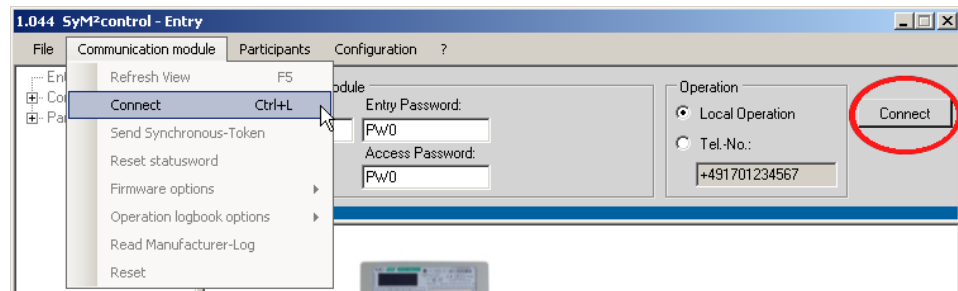 1.044 SyM²control - Entry
File Communication module Participants Configuration ?
Refresh View F5
Connect Ctrl+L
Send Synchronous-Token
Reset statusword
Firmware options
Operation logbook options
Read Manufacturer-Log
Reset
Entry Password:
PW0
Access Password:
PW0
Operation
Local Operation
Tel.-No.:
+491701234567
Connect